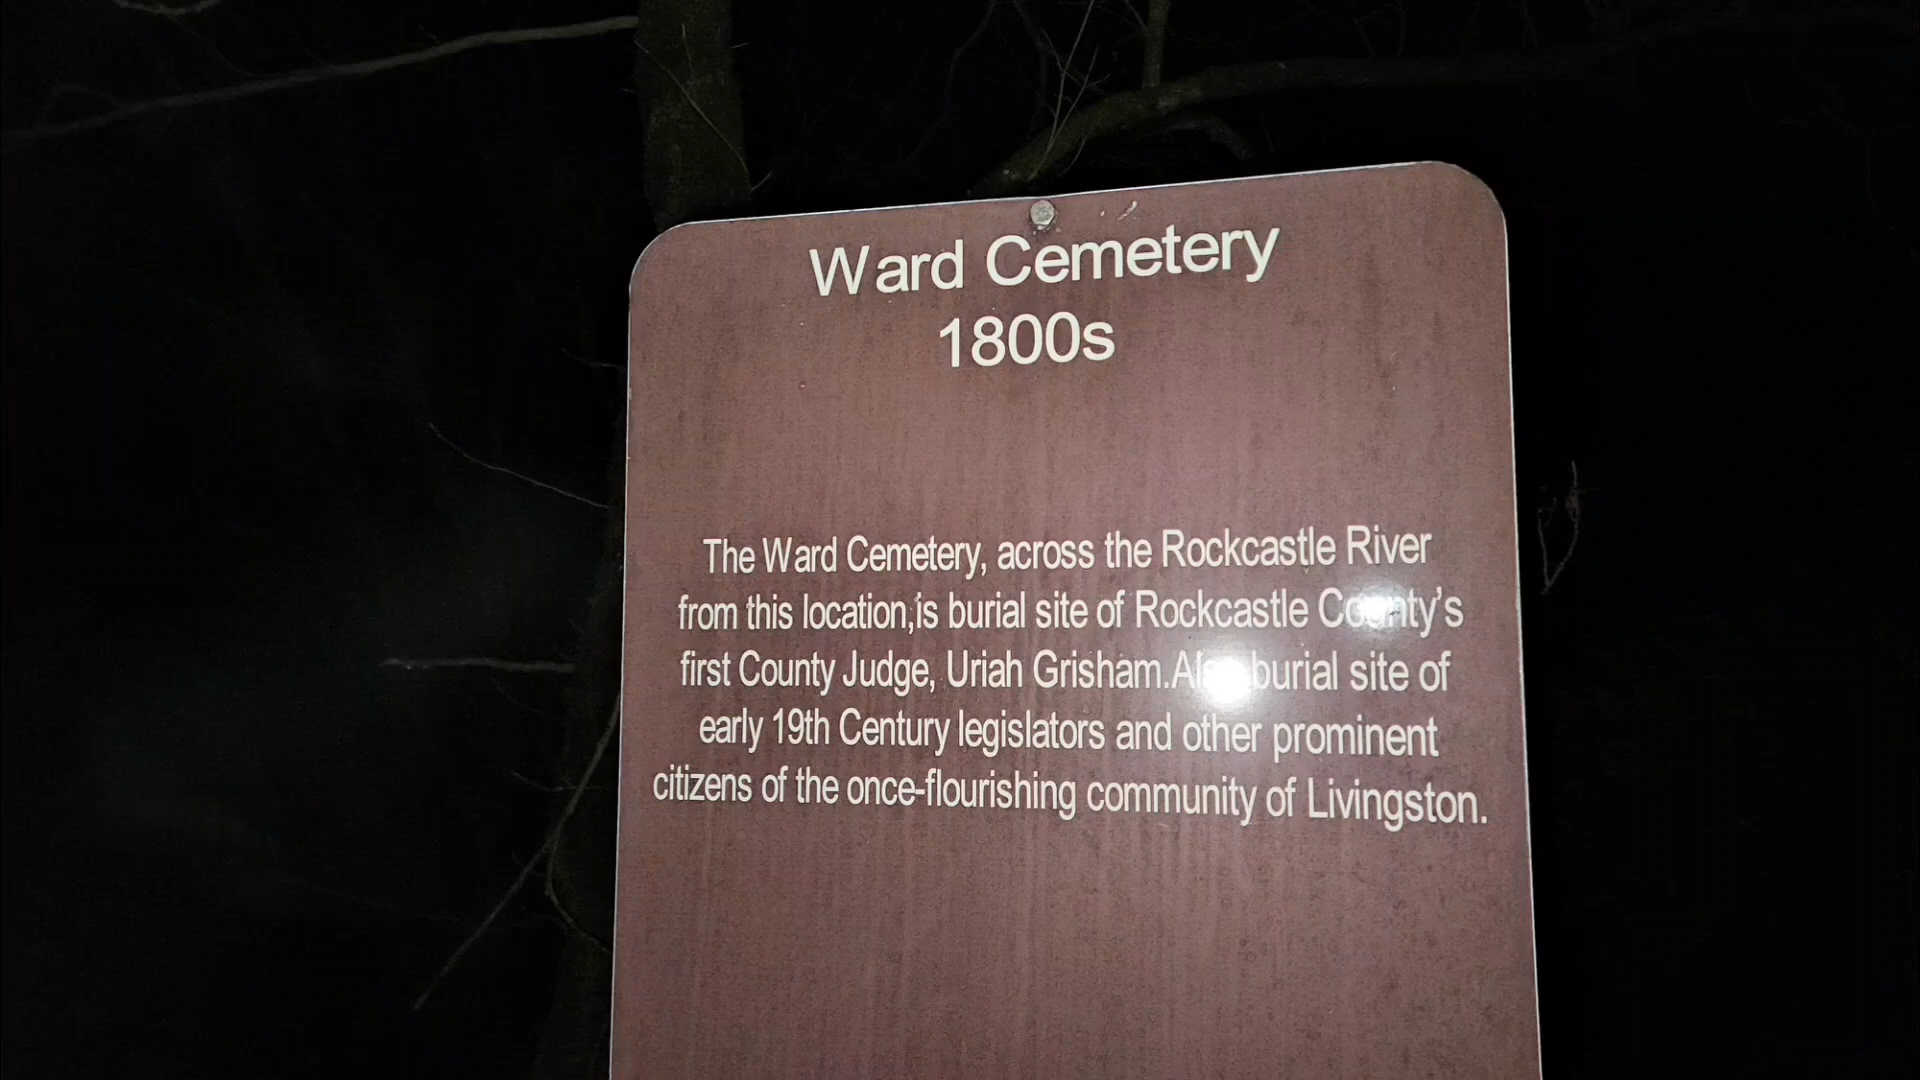 Ward Cemetery
1800s
The Ward Cemetery, across the Rockcastle River
from this location,is burial site of Rockcastle County's
first County Judge, Uriah Grisham.Also burial site of
early 19th Century legislators and other prominent
citizens of the once-flourishing community of Livingston.